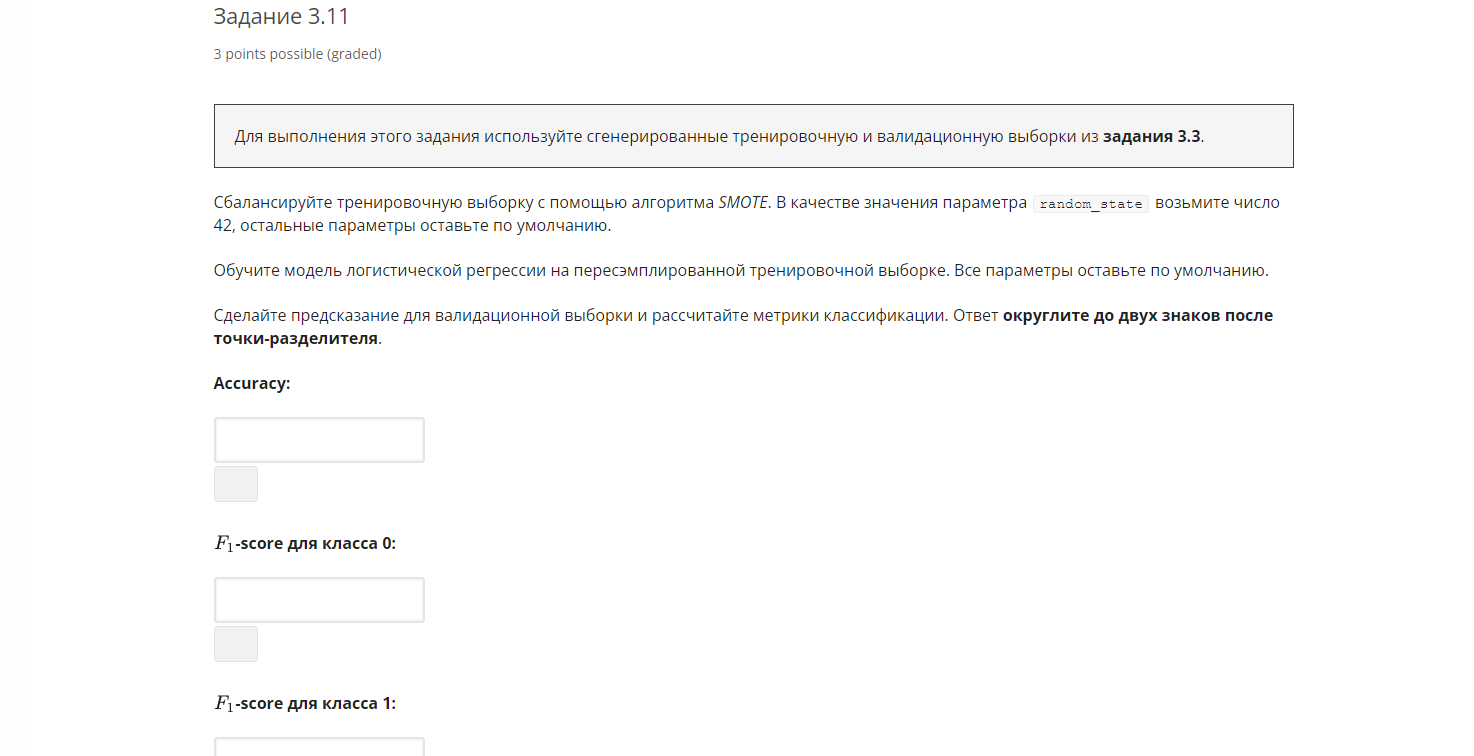 Задание 3.11
3 points possible (graded)
Для выполнения этого задания используйте сгенерированные тренировочную и валидационную выборки из задания 3.3.
Сбалансируйте тренировочную выборку с помощью алгоритма SMOTE. В качестве значения параметра random_state возьмите число
42, остальные параметры оставьте по умолчанию.
Обучите модель логистической регрессии на пересэмплированной тренировочной выборке. Все параметры оставьте по умолчанию.
Сделайте предсказание для валидационной выборки и рассчитайте метрики классификации. Ответ округлите до двух знаков после
точки-разделителя.
Accuracy:
F1-score для класса 0:
F1-score для класса 1: